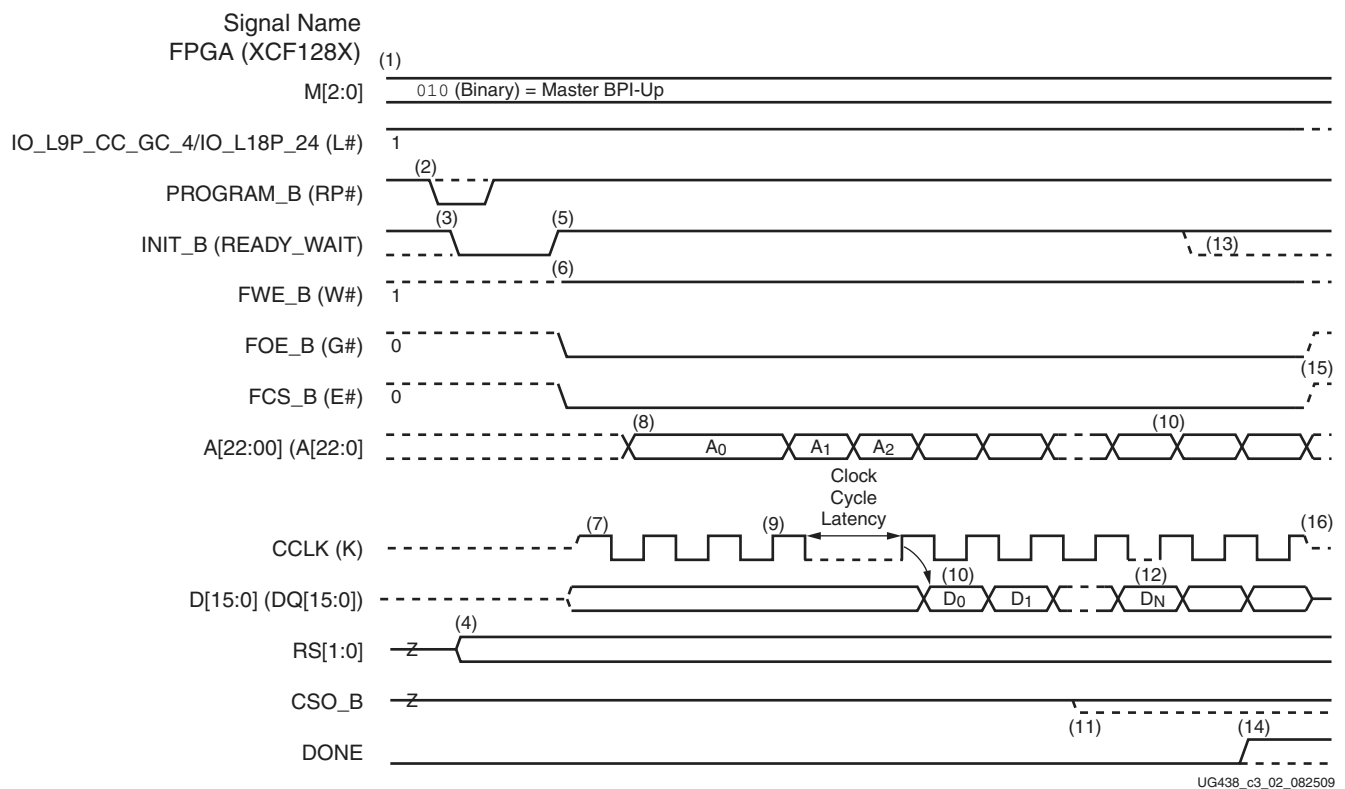 Signal Name
FPGA (XCF128X)
(1)
M[2:0]
010 (Binary) = Master BPI-Up
IO_L9P_CC_GC_4/IO_L18P_24 (L#)
1
(2)
PROGRAM_B (RP#)
(3)
(5)
INIT_B (READY_WAIT)
(13)
(6)
FWE_B (W#)
1
FOE_B (G#)
0
(15)
FCS_B (E#)
0
(8)
(10)
A[22:00] (A[22:0]
A0
A1
A2
Clock
Cycle
Latency
(7)
(9)
(16)
CCLK (K)
(10)
(12)
D[15:0] (DQ[15:0])
D0
D1
DN
(4)
RS[1:0]
Z
CSO_B
Z
(11)
(14)
DONE
UG438_c3_02_082509